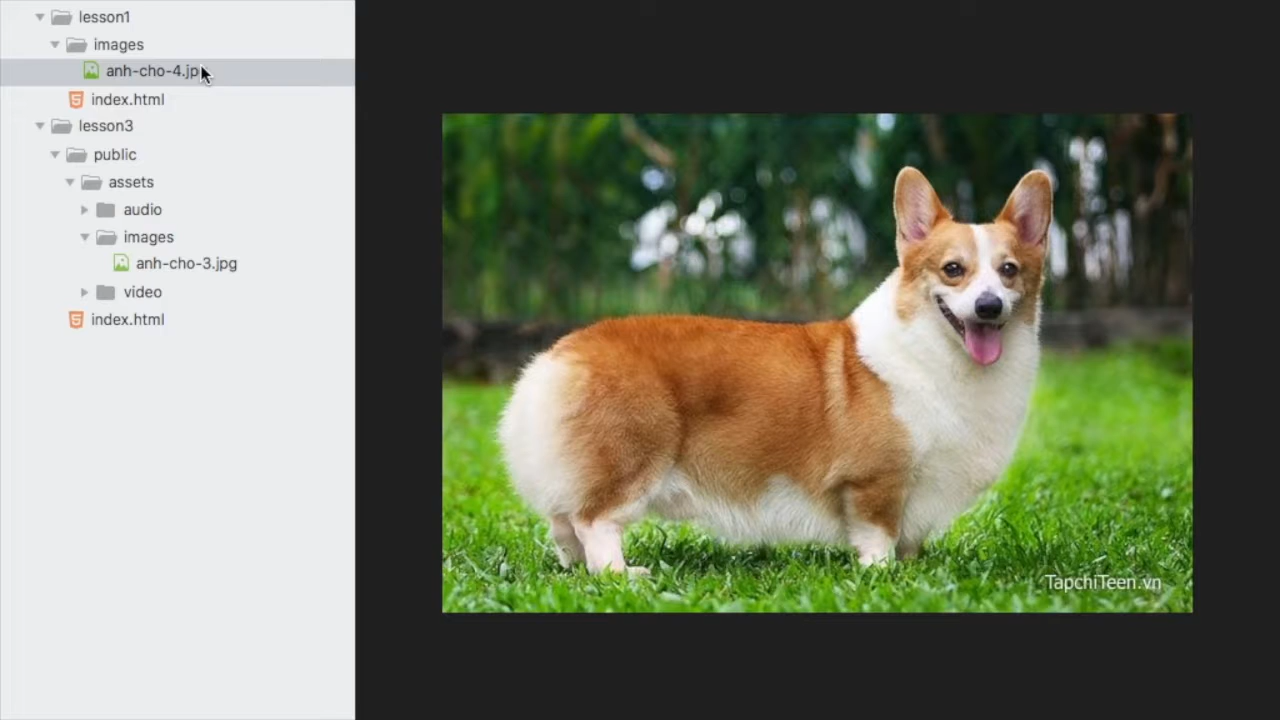 lesson1
images
anh-cho-4.jp
index.html
lesson3
public
assets
audio
images
anh-cho-3.jpg
video
index.html
TapchiTeen.vn